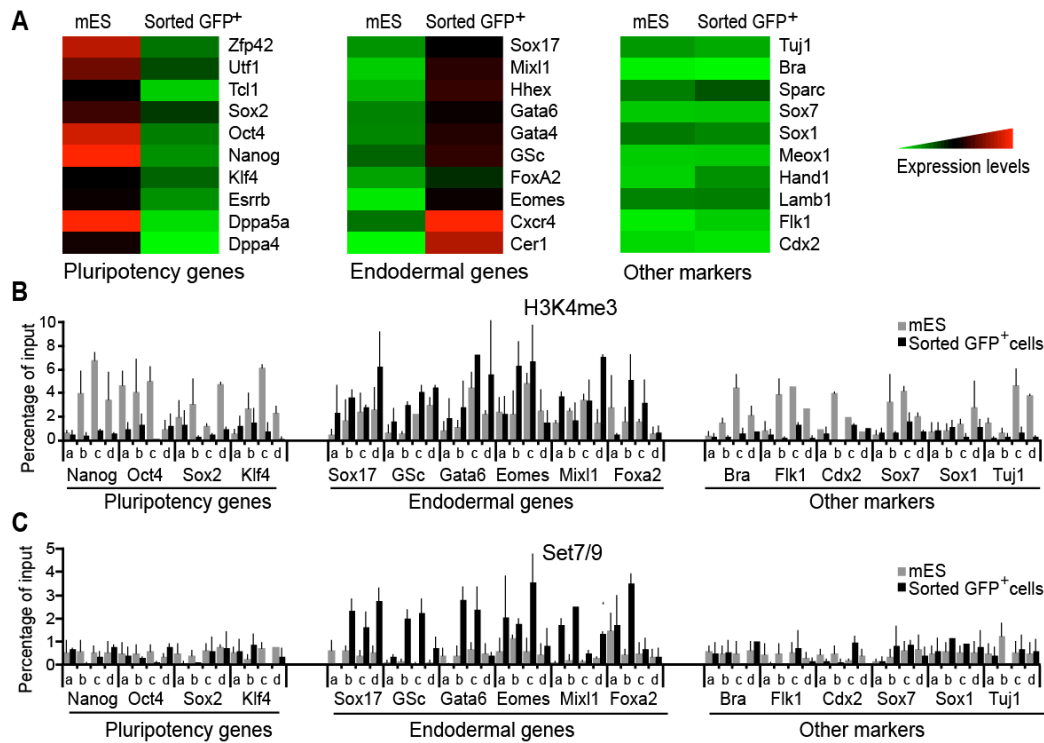 A
mES Sorted GFP+
Zfp42
Utf1
Tcl1
Sox2
Oct4
Nanog
Klf4
Esrrb
Dppa5a
Dppa4
Pluripotency genes
mES Sorted GFP+
Sox17
Mixl1
Hhex
Gata6
Gata4
GSc
FoxA2
Eomes
Cxcr4
Cer1
Endodermal genes
mES Sorted GFP+
Tuj1
Bra
Sparc
Sox7
Sox1
Meox1
Hand1
Lamb1
Flk1
Cdx2
Other markers
Expression levels
B
H3K4me3
mES
Sorted GFP+cells
Percentage of input
10
8
6
4
2
0
a b c d a b c d a b c d a b c d
Nanog Oct4 Sox2 Klf4
Pluripotency genes
a b c d a b c d a b c d a b c d a b c d a b c d
Sox17 GSc Gata6 Eomes Mixl1 Foxa2
Endodermal genes
a b c d a b c d a b c d a b c d a b c d a b c d
Bra Flk1 Cdx2 Sox7 Sox1 Tuj1
Other markers
C
Set7/9
mES
Sorted GFP+cells
Percentage of input
5
4
3
2
1
0
a b c d a b c d a b c d a b c d
Nanog Oct4 Sox2 Klf4
Pluripotency genes
a b c d a b c d a b c d a b c d a b c d a b c d
Sox17 GSc Gata6 Eomes Mixl1 Foxa2
Endodermal genes
a b c d a b c d a b c d a b c d a b c d a b c d
Bra Flk1 Cdx2 Sox7 Sox1 Tuj1
Other markers